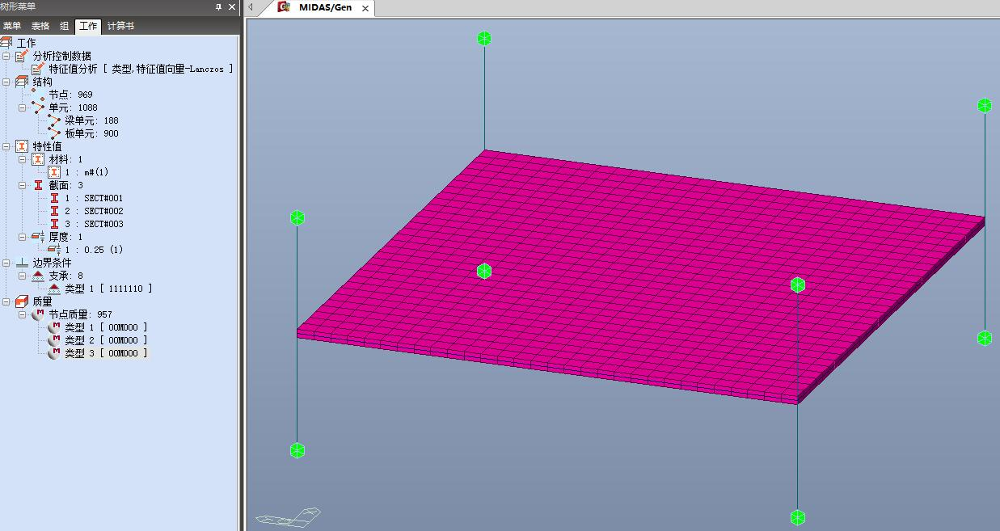 树形菜单
菜单 表格 组 工作 计算书
工作
分析控制数据
特征值分析 [ 类型,特征值向量-Lanczos ]
结构
节点: 969
单元: 1088
梁单元: 188
板单元: 900
特性值
材料: 1
1 : m#(1)
截面: 3
1 : SECT#001
2 : SECT#002
3 : SECT#003
厚度: 1
1 : 0.25 (1)
边界条件
支承: 8
类型 1 [ 1111110 ]
质量
节点质量: 957
类型 1 [ 00M000 ]
类型 2 [ 00M000 ]
类型 3 [ 00M000 ]
MIDAS/Gen